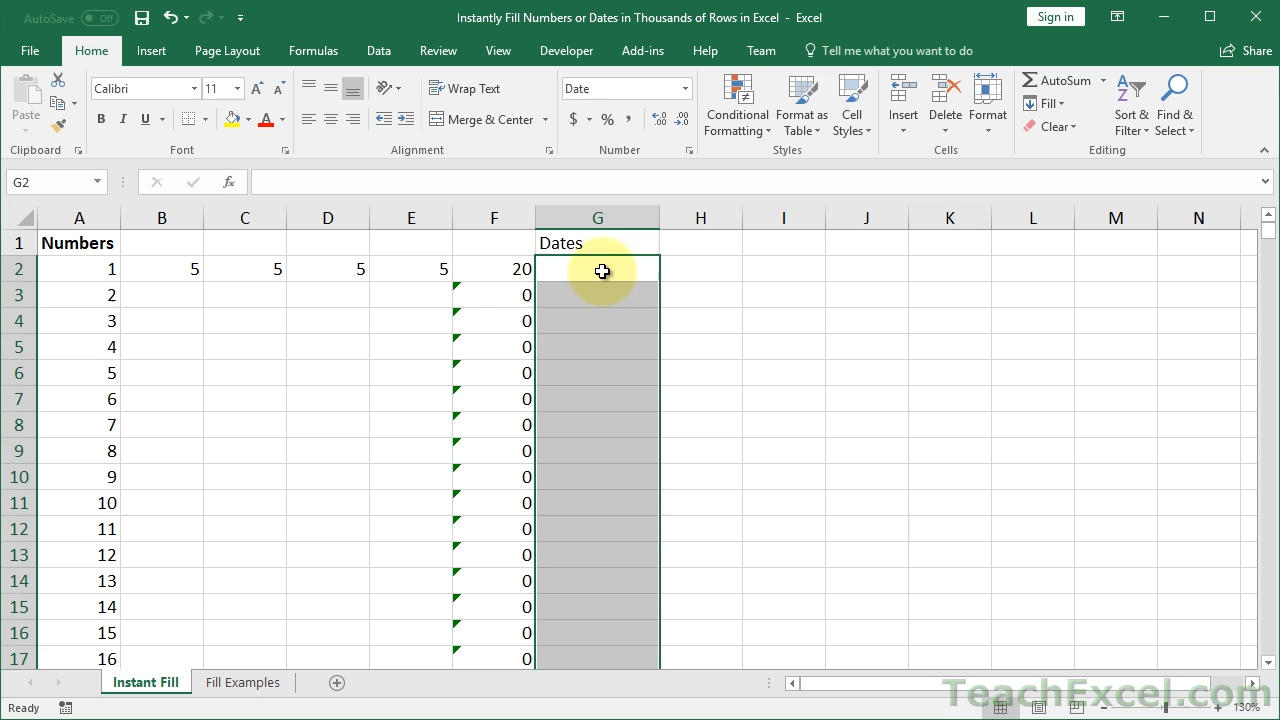 AutoSave Off
Instantly Fill Numbers or Dates in Thousands of Rows in Excel - Excel
Sign in
File Home Insert Page Layout Formulas Data Review View Developer Add-ins Help Team Tell me what you want to do Share
Paste
Clipboard
Calibri 11
B I U A
Font
Wrap Text
Merge & Center
Alignment
Date
$ % ,
Number
Conditional Formatting
Format as Table
Cell Styles
Styles
Insert Delete Format
Cells
AutoSum
Fill
Clear
Sort & Filter
Find & Select
Editing
G2 fx
A B C D E F G H I J K L M N
1 Numbers Dates
2 1 5 5 5 5 20
3 2 0
4 3 0
5 4 0
6 5 0
7 6 0
8 7 0
9 8 0
10 9 0
11 10 0
12 11 0
13 12 0
14 13 0
15 14 0
16 15 0
17 16 0
Instant Fill Fill Examples
TeachExcel.com
Ready 130%